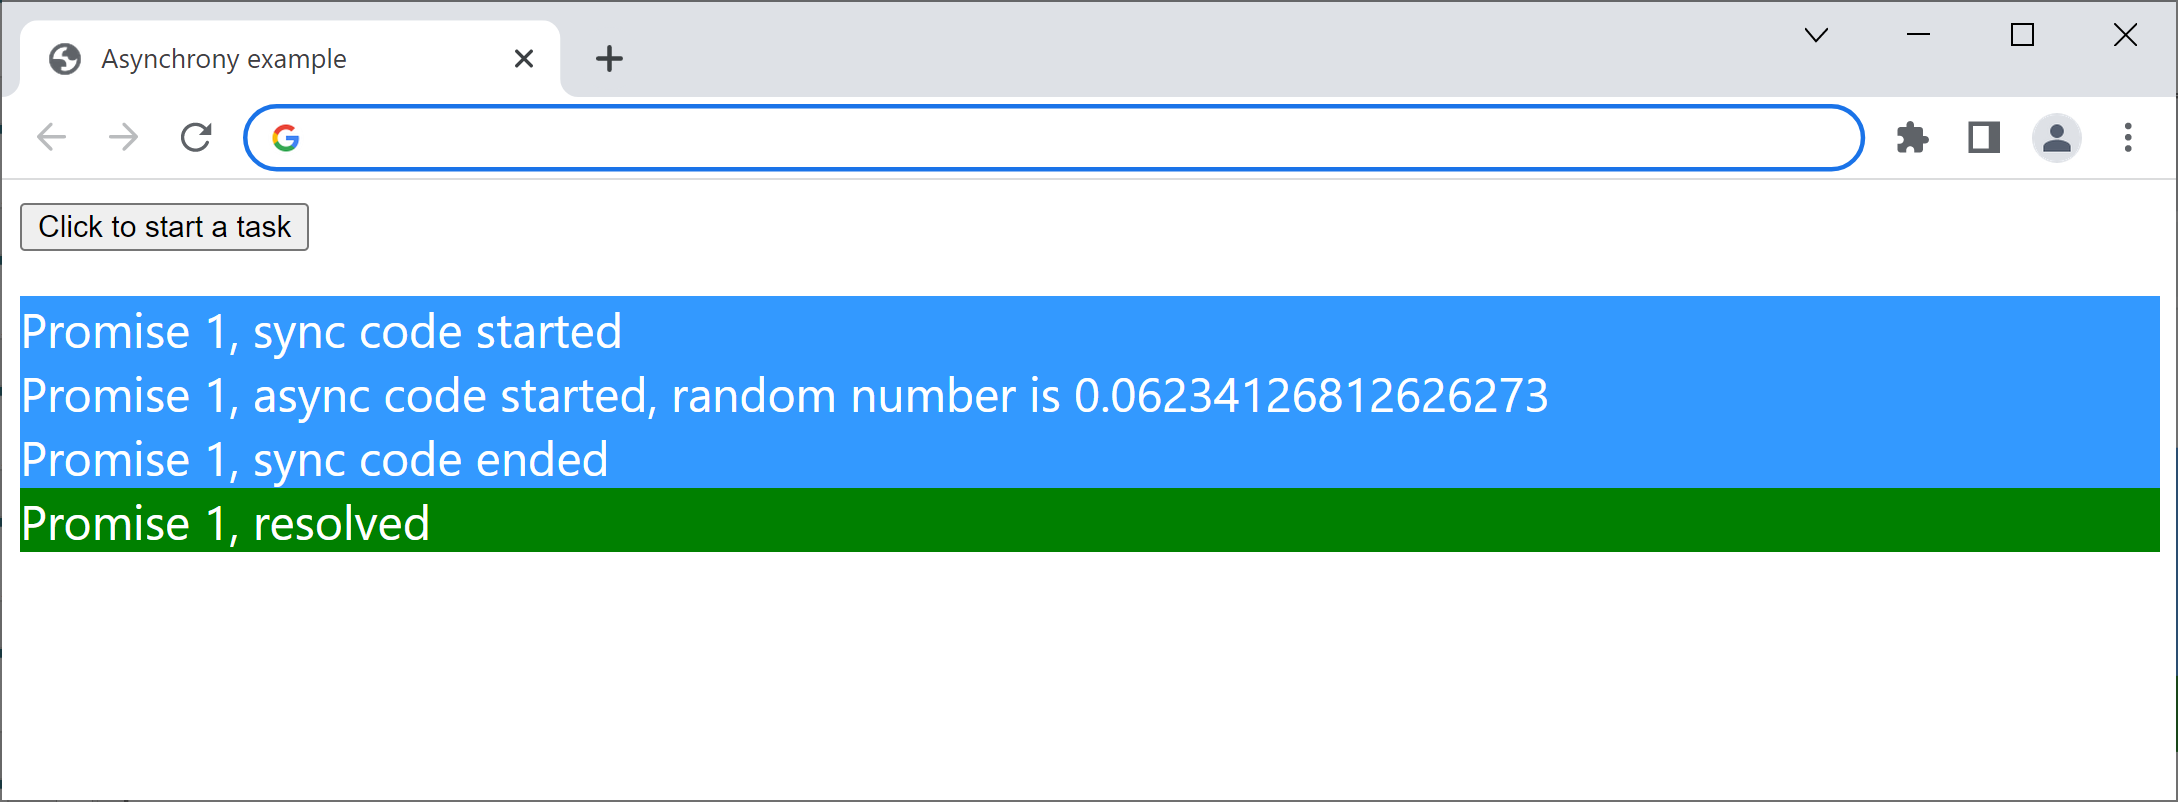 Asynchrony example
Click to start a task
Promise 1, sync code started
Promise 1, async code started, random number is 0.06234126812626273
Promise 1, sync code ended
Promise 1, resolved